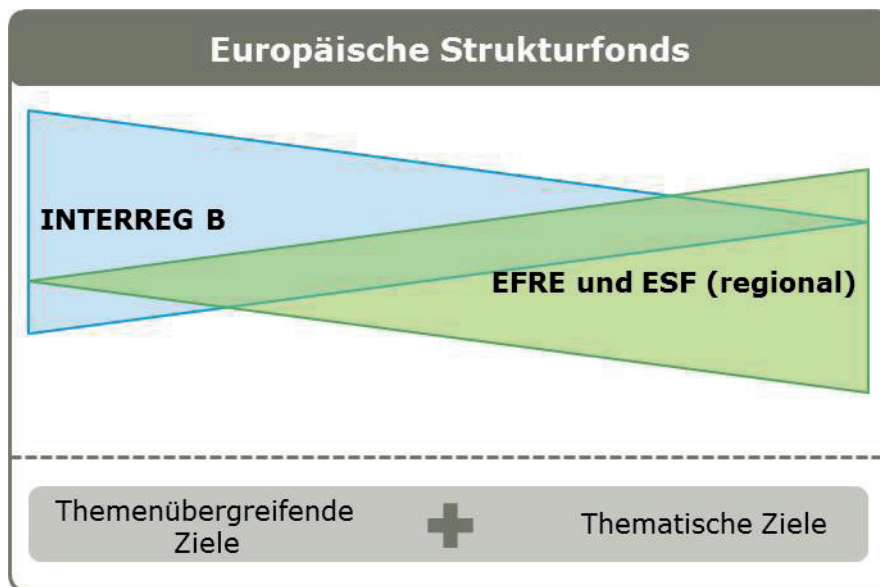 Europäische Strukturfonds
INTERREG B
EFRE und ESF (regional)
Themenübergreifende
Ziele
Thematische Ziele